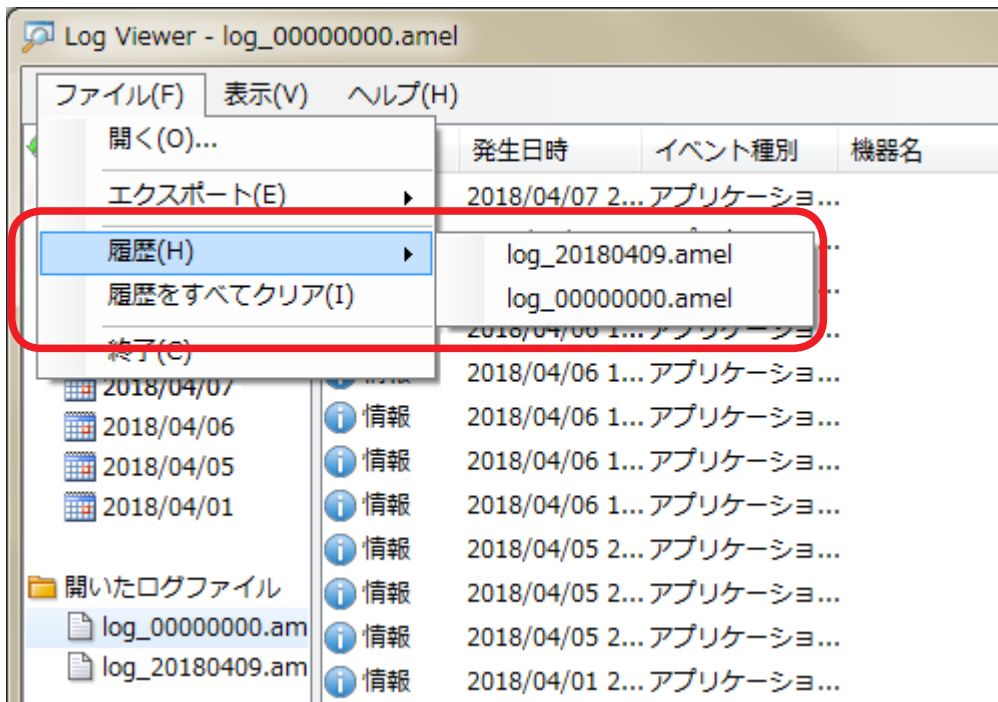 Log Viewer - log_00000000.amel
ファイル(F) 表示(V) ヘルプ(H)
開く(O)...
エクスポート(E)
履歴(H)
履歴をすべてクリア(I)
終了(C)
log_20180409.amel
log_00000000.amel
2018/04/07
2018/04/06
2018/04/05
2018/04/01
開いたログファイル
log_00000000.am
log_20180409.am
発生日時 イベント種別 機器名
2018/04/07 2... アプリケーショ...
2018/04/06 1... アプリケーショ...
情報 2018/04/06 1... アプリケーショ...
情報 2018/04/06 1... アプリケーショ...
情報 2018/04/06 1... アプリケーショ...
情報 2018/04/06 1... アプリケーショ...
情報 2018/04/05 2... アプリケーショ...
情報 2018/04/05 2... アプリケーショ...
情報 2018/04/05 2... アプリケーショ...
情報 2018/04/01 2... アプリケーショ...